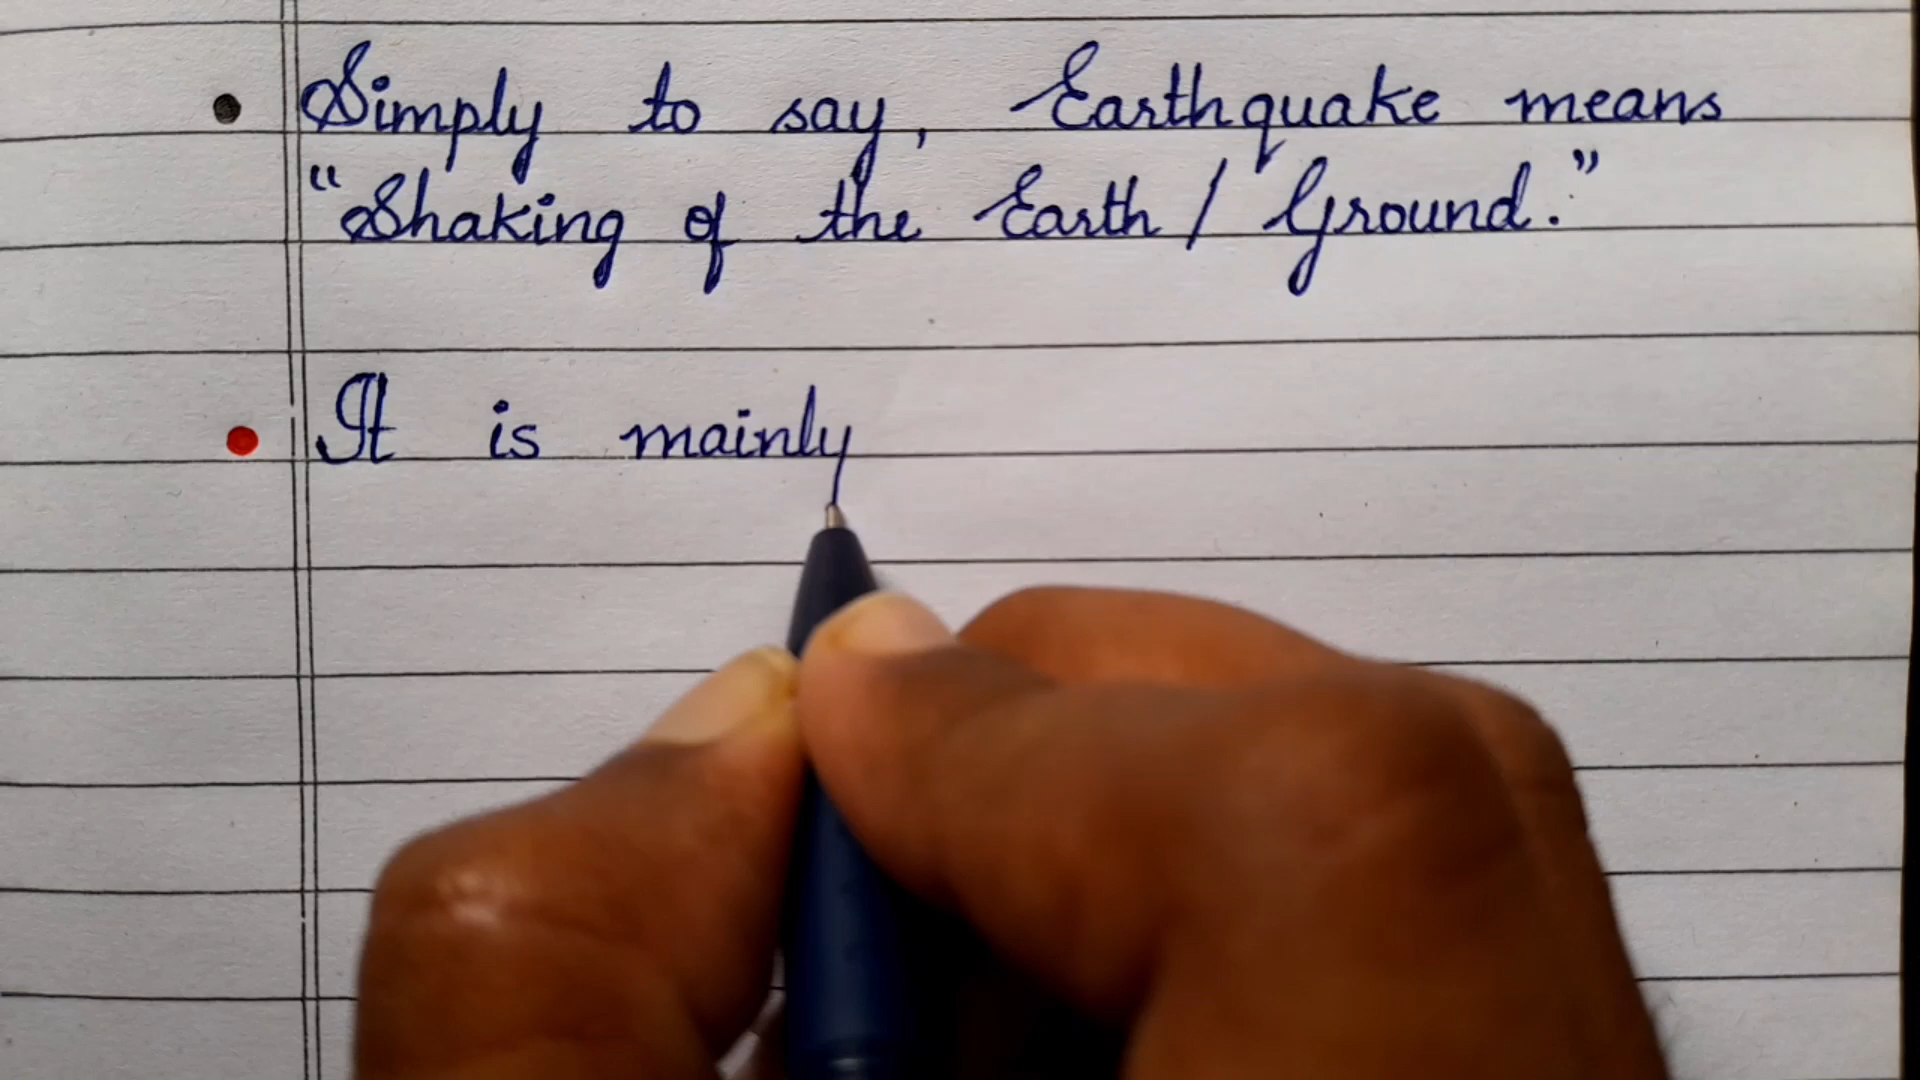 • Simply to say, Earthquake means
“Shaking of the Earth / Ground.”
• It is mainly